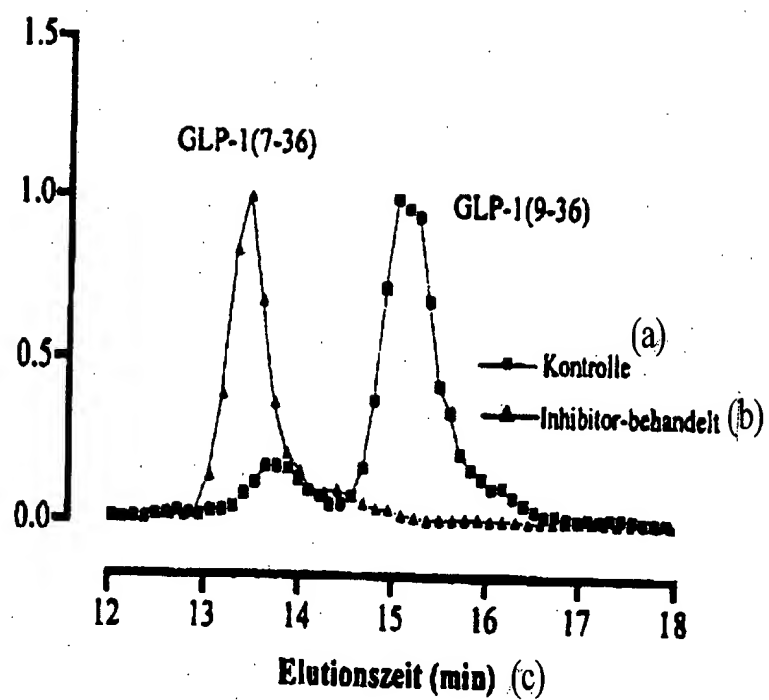 1.5
GLP-1(7-36)
1.0
GLP-1(9-36)
(a)
0.5
Kontrolle
Inhibitor-behandelt (b)
0.0
12 13 14 15 16 17 18
Elutionszeit (min) (c)